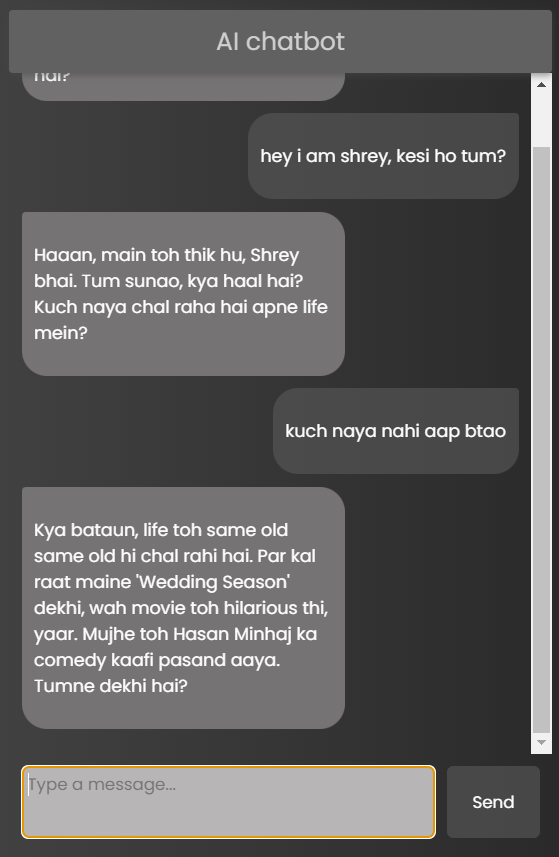 AI chatbot
hai?
hey i am shrey, kesi ho tum?
Haaan, main toh thik hu, Shrey
bhai. Tum sunao, kya haal hai?
Kuch naya chal raha hai apne life
mein?
kuch naya nahi aap btao
Kya bataun, life toh same old
same old hi chal rahi hai. Par kal
raat maine 'Wedding Season'
dekhi, wah movie toh hilarious thi,
yaar. Mujhe toh Hasan Minhaj ka
comedy kaafi pasand aaya.
Tumne dekhi hai?
Type a message...
Send